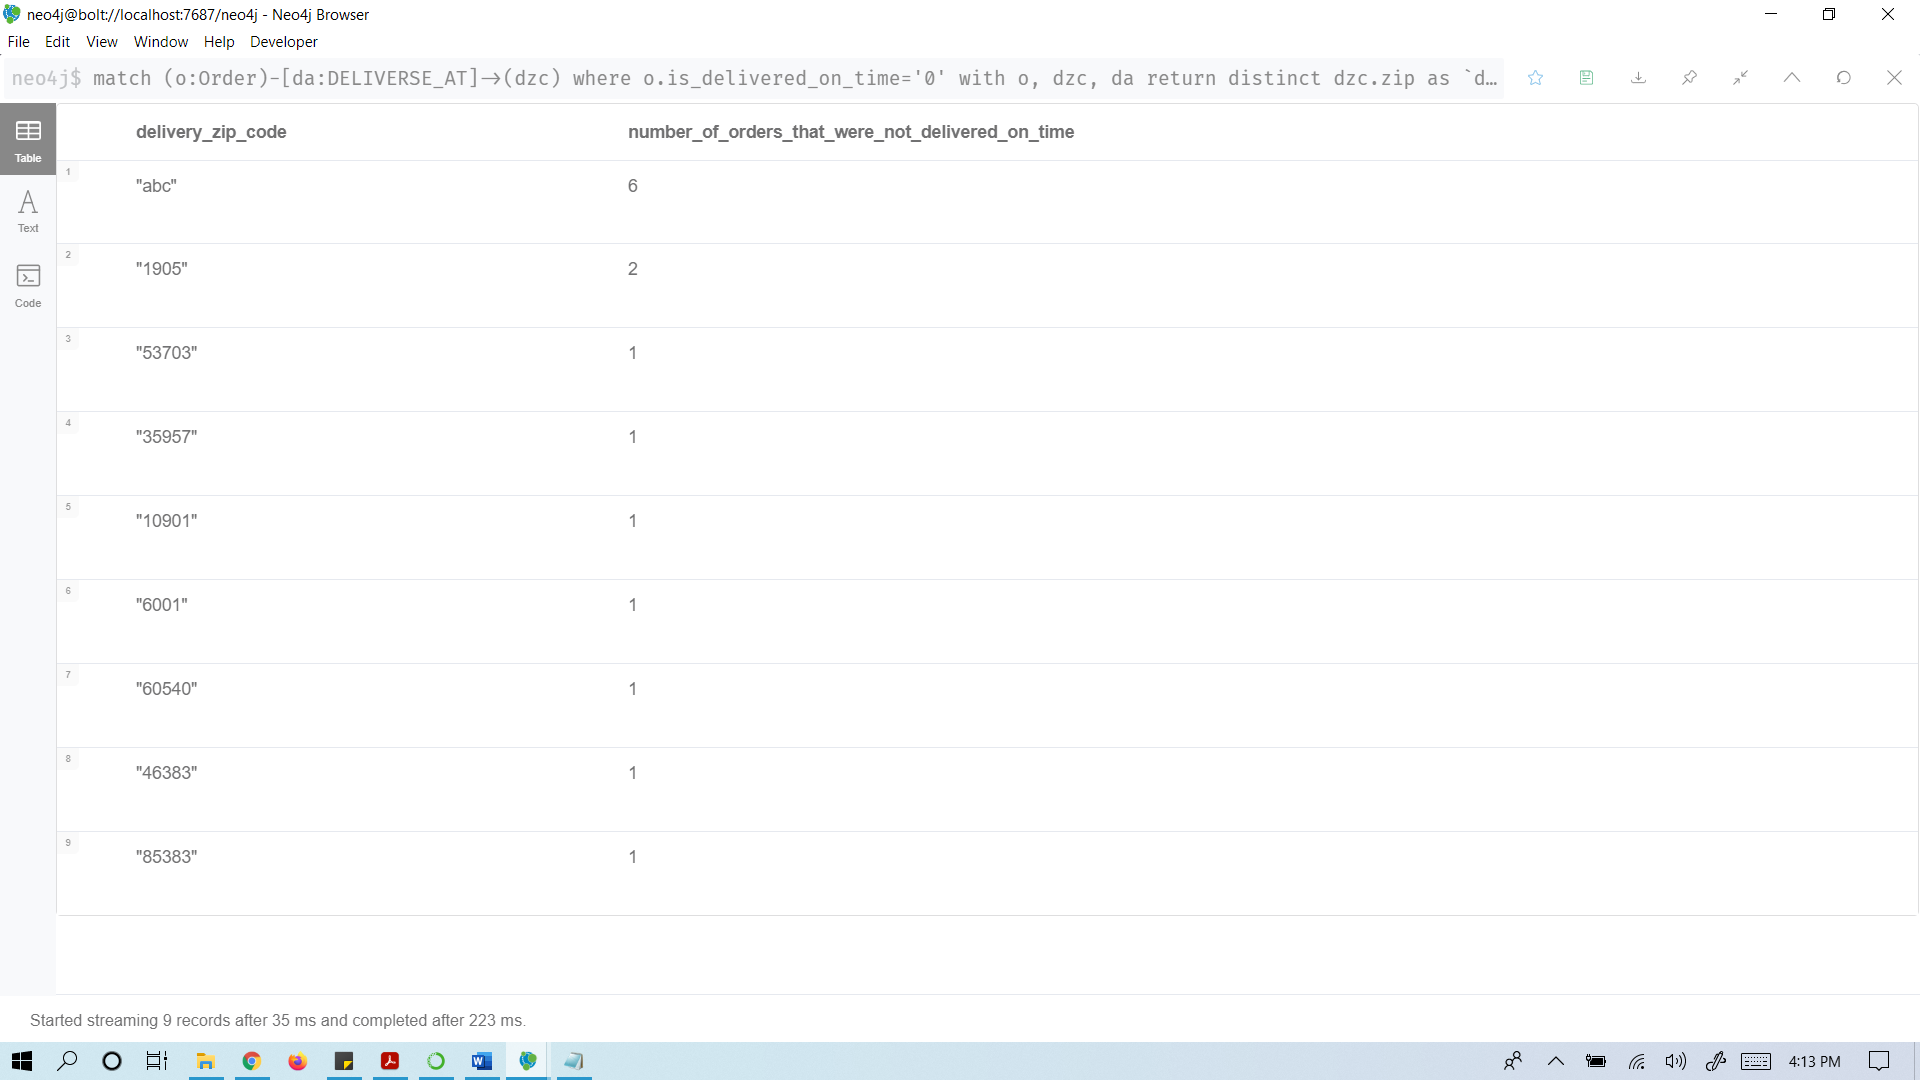 neo4j@bolt://localhost:7687/neo4j - Neo4j Browser
File Edit View Window Help Developer
neo4j$ match (o:Order)-[da:DELIVERSE_AT]->(dzc) where o.is_delivered_on_time='0' with o, dzc, da return distinct dzc.zip as `d…
Table
Text
Code
delivery_zip_code number_of_orders_that_were_not_delivered_on_time
1 "abc" 6
2 "1905" 2
3 "53703" 1
4 "35957" 1
5 "10901" 1
6 "6001" 1
7 "60540" 1
8 "46383" 1
9 "85383" 1
Started streaming 9 records after 35 ms and completed after 223 ms.
4:13 PM